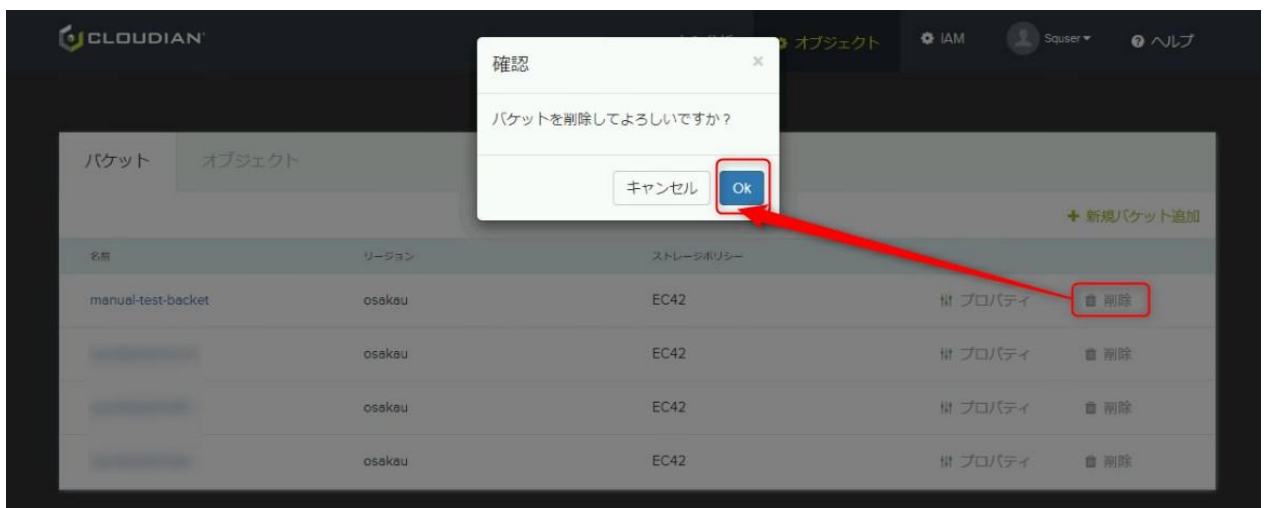 CLOUDIAN
オブジェクト
IAM
Squser
ヘルプ
確認
×
バケットを削除してよろしいですか？
キャンセル
Ok
バケット
オブジェクト
+ 新規バケット追加
名前
リージョン
ストレージポリシー
manual-test-backet
osakau
EC42
プロパティ
削除
osakau
EC42
プロパティ
削除
osakau
EC42
プロパティ
削除
osakau
EC42
プロパティ
削除